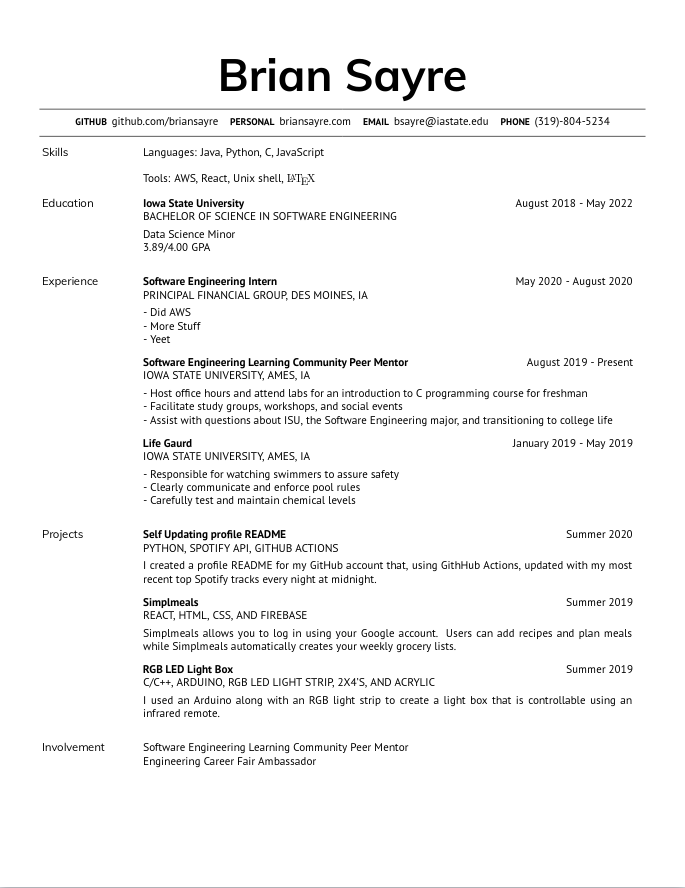 Brian Sayre
GITHUB github.com/briansayre PERSONAL briansayre.com EMAIL bsayre@iastate.edu PHONE (319)-804-5234
Skills Languages: Java, Python, C, JavaScript
Tools: AWS, React, Unix shell, LATEX
Education Iowa State University August 2018 - May 2022
BACHELOR OF SCIENCE IN SOFTWARE ENGINEERING
Data Science Minor
3.89/4.00 GPA
Experience Software Engineering Intern May 2020 - August 2020
PRINCIPAL FINANCIAL GROUP, DES MOINES, IA
- Did AWS
- More Stuff
- Yeet
Software Engineering Learning Community Peer Mentor August 2019 - Present
IOWA STATE UNIVERSITY, AMES, IA
- Host office hours and attend labs for an introduction to C programming course for freshman
- Facilitate study groups, workshops, and social events
- Assist with questions about ISU, the Software Engineering major, and transitioning to college life
Life Gaurd January 2019 - May 2019
IOWA STATE UNIVERSITY, AMES, IA
- Responsible for watching swimmers to assure safety
- Clearly communicate and enforce pool rules
- Carefully test and maintain chemical levels
Projects Self Updating profile README Summer 2020
PYTHON, SPOTIFY API, GITHUB ACTIONS
I created a profile README for my GitHub account that, using GithHub Actions, updated with my most
recent top Spotify tracks every night at midnight.
Simplmeals Summer 2019
REACT, HTML, CSS, AND FIREBASE
Simplmeals allows you to log in using your Google account. Users can add recipes and plan meals
while Simplmeals automatically creates your weekly grocery lists.
RGB LED Light Box Summer 2019
C/C++, ARDUINO, RGB LED LIGHT STRIP, 2X4'S, AND ACRYLIC
I used an Arduino along with an RGB light strip to create a light box that is controllable using an
infrared remote.
Involvement Software Engineering Learning Community Peer Mentor
Engineering Career Fair Ambassador